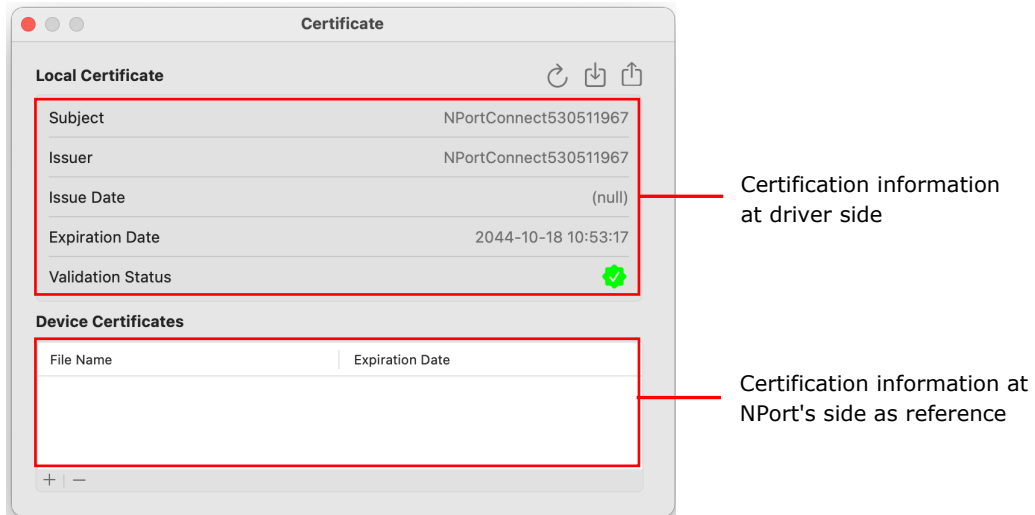 Certificate
Local Certificate
Subject NPortConnect530511967
Issuer NPortConnect530511967
Issue Date (null)
Expiration Date 2044-10-18 10:53:17
Validation Status
Certification information
at driver side
Device Certificates
File Name Expiration Date
Certification information at
NPort's side as reference